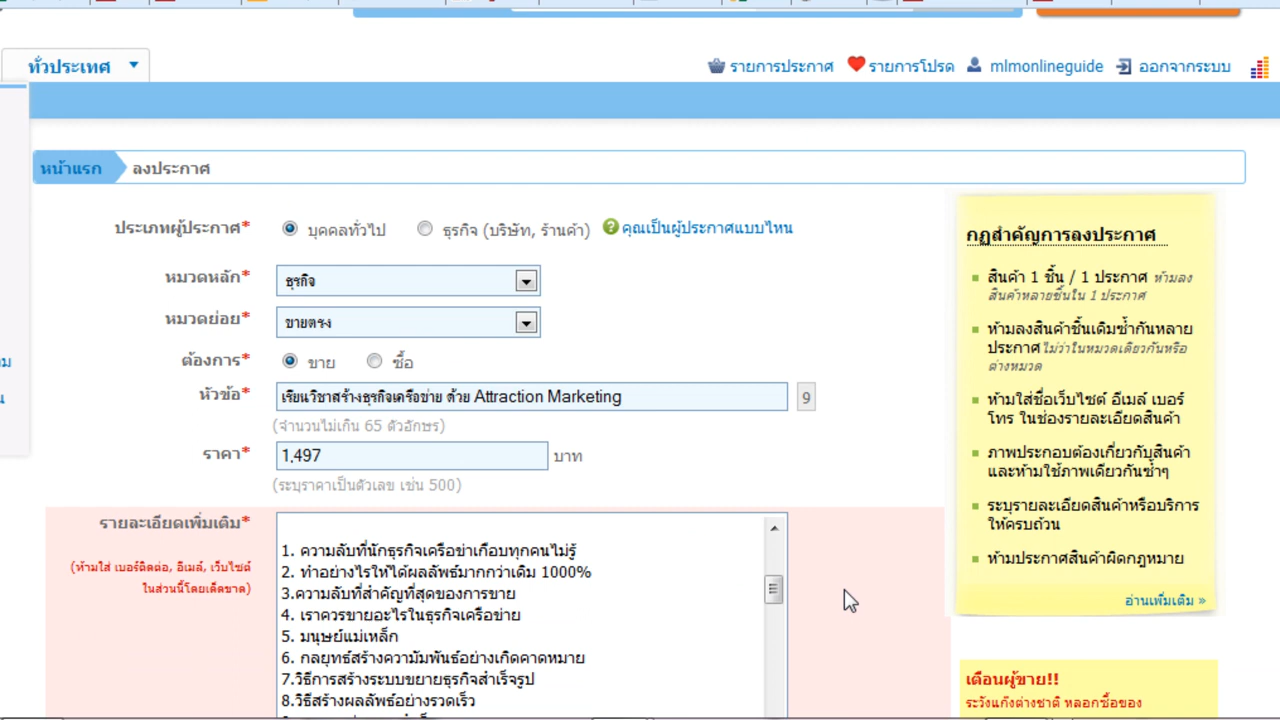 ทั่วประเทศ
รายการประกาศ รายการโปรด mlmonlineguide ออกจากระบบ
หน้าแรก ลงประกาศ
ประเภทผู้ประกาศ* บุคคลทั่วไป ธุรกิจ (บริษัท, ร้านค้า) คุณเป็นผู้ประกาศแบบไหน
หมวดหลัก* ธุรกิจ
หมวดย่อย* ขายตรง
ต้องการ* ขาย ซื้อ
หัวข้อ* เรียนวิชาสร้างธุรกิจเครือข่าย ด้วย Attraction Marketing 9
(จำนวนไม่เกิน 65 ตัวอักษร)
ราคา* 1,497 บาท
(ระบุราคาเป็นตัวเลข เช่น 500)
รายละเอียดเพิ่มเติม*
(ห้ามใส่ เบอร์ติดต่อ, อีเมล์, เว็บไซต์
ในส่วนนี้โดยเด็ดขาด)
1. ความลับที่นักธุรกิจเครือข่าเกือบทุกคนไม่รู้
2. ทำอย่างไรให้ได้ผลลัพธ์มากกว่าเดิม 1000%
3.ความลับที่สำคัญที่สุดของการขาย
4. เราควรขายอะไรในธุรกิจเครือข่าย
5. มนุษย์แม่เหล็ก
6. กลยุทธ์สร้างความัมพันธ์อย่างเกิดคาดหมาย
7.วิธีการสร้างระบบขยายธุรกิจสำเร็จรูป
8.วิธีสร้างผลลัพธ์อย่างรวดเร็ว
กฏสำคัญการลงประกาศ
สินค้า 1 ชิ้น / 1 ประกาศ ห้ามลง
สินค้าหลายชิ้นใน 1 ประกาศ
ห้ามลงสินค้าชิ้นเดิมซ้ำกันหลาย
ประกาศ ไม่ว่าในหมวดเดียวกันหรือ
ต่างหมวด
ห้ามใส่ชื่อเว็บไซต์ อีเมล์ เบอร์
โทร ในช่องรายละเอียดสินค้า
ภาพประกอบต้องเกี่ยวกับสินค้า
และห้ามใช้ภาพเดียวกันซ้ำๆ
ระบุรายละเอียดสินค้าหรือบริการ
ให้ครบถ้วน
ห้ามประกาศสินค้าผิดกฎหมาย
อ่านเพิ่มเติม »
เตือนผู้ขาย!!
ระวังแก๊งต่างชาติ หลอกซื้อของ